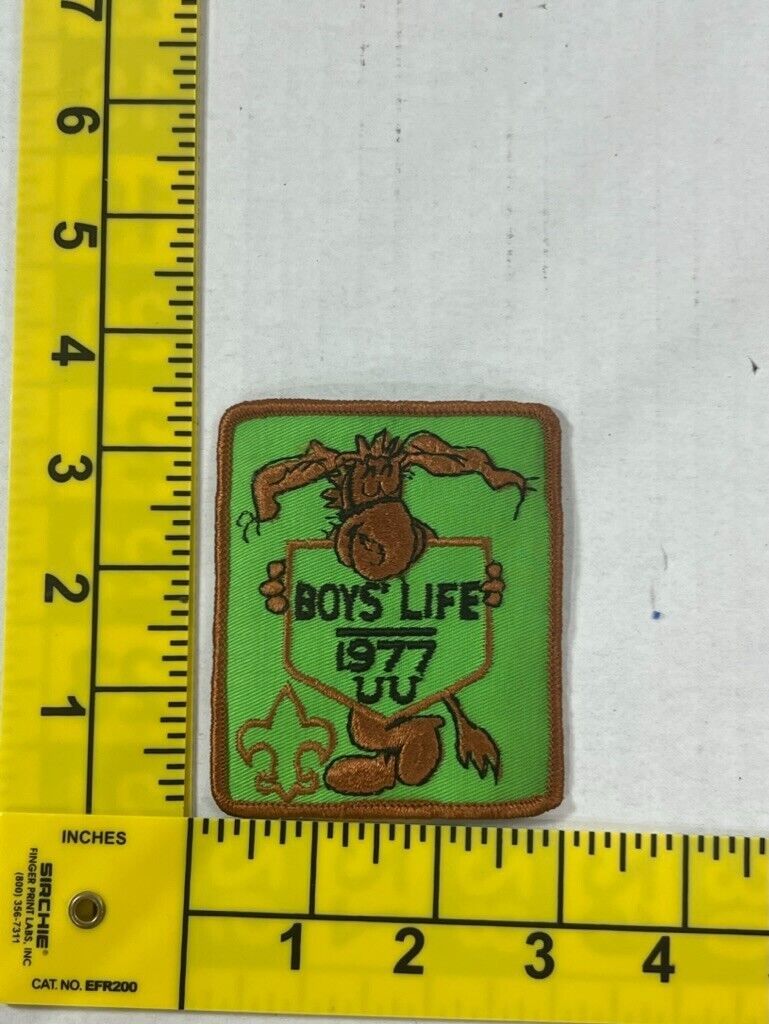 7
6
5
4
3
2
1
BOYS' LIFE
1977
INCHES
SIRCHIE®
FINGER PRINT LABS, INC
(800) 356-7311
CAT. NO. EFR200
1
2
3
4